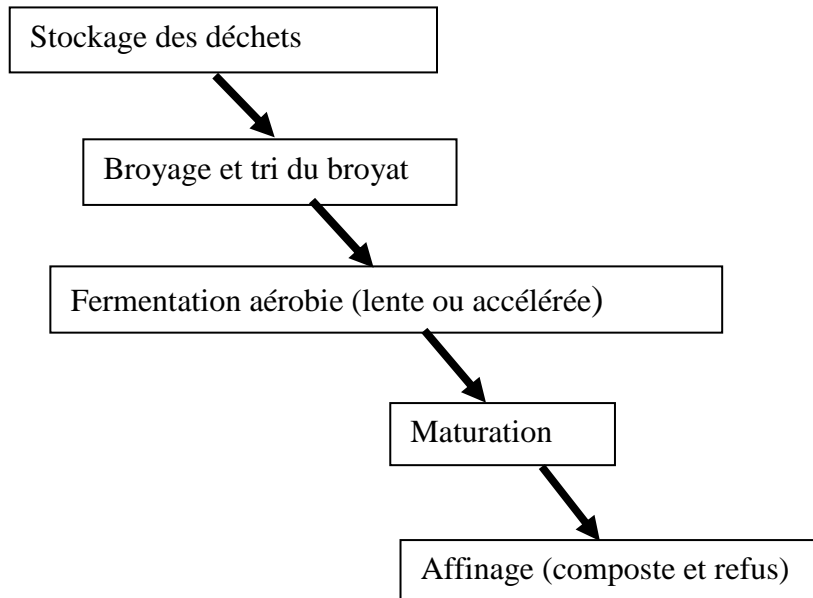 Stockage des déchets
Broyage et tri du broyat
Fermentation aérobie (lente ou accélérée)
Maturation
Affinage (composte et refus)